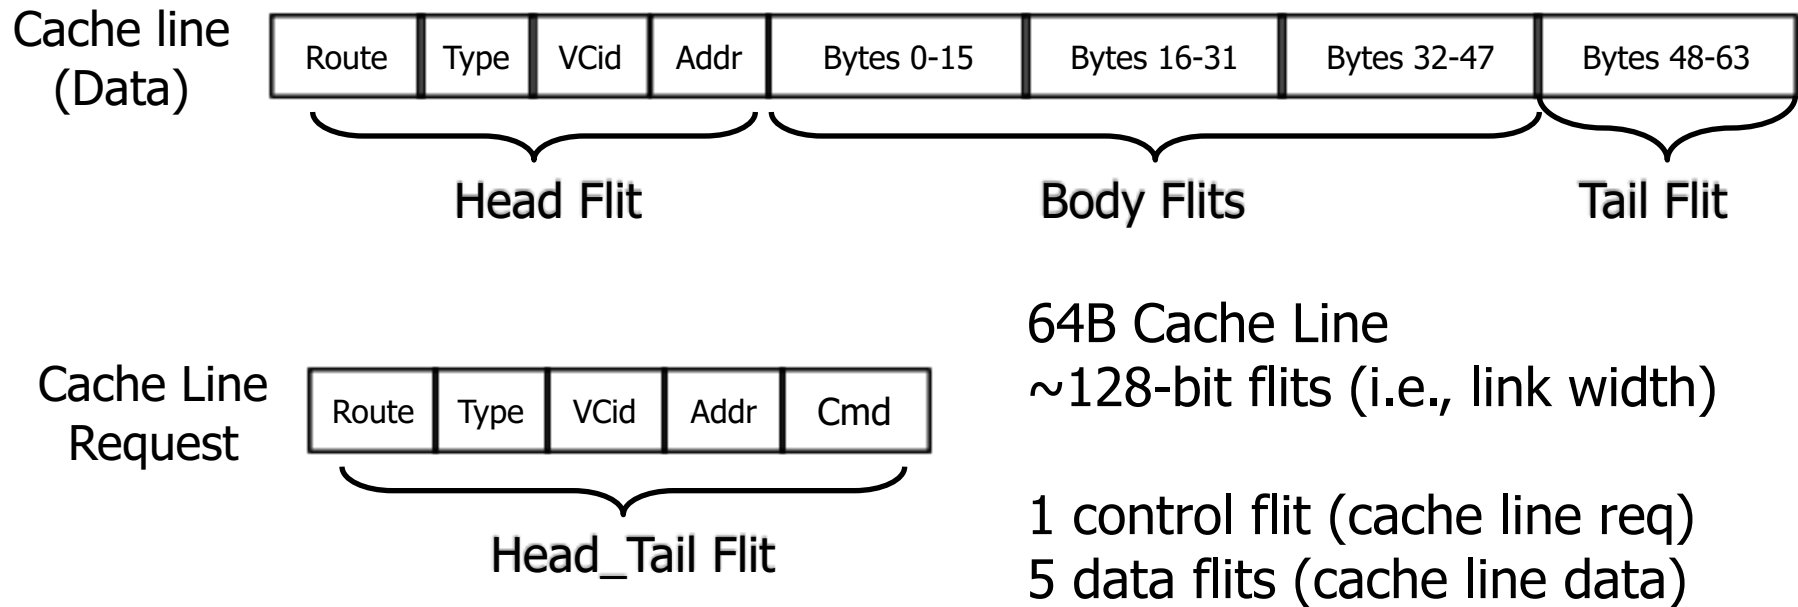 Cache line
(Data)
Route Type VCid Addr Bytes 0-15 Bytes 16-31 Bytes 32-47 Bytes 48-63
Head Flit Body Flits Tail Flit
Cache Line
Request
Route Type VCid Addr Cmd
Head_Tail Flit
64B Cache Line
~128-bit flits (i.e., link width)
1 control flit (cache line req)
5 data flits (cache line data)